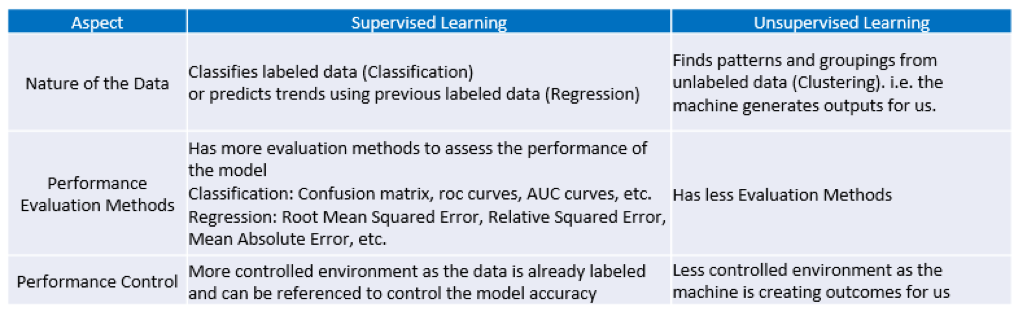 Aspect
Supervised Learning
Unsupervised Learning
Nature of the Data
Classifies labeled data (Classification)
or predicts trends using previous labeled data (Regression)
Finds patterns and groupings from
unlabeled data (Clustering). i.e. the
machine generates outputs for us.
Performance
Evaluation Methods
Has more evaluation methods to assess the performance of
the model
Classification: Confusion matrix, roc curves, AUC curves, etc.
Regression: Root Mean Squared Error, Relative Squared Error,
Mean Absolute Error, etc.
Has less Evaluation Methods
Performance Control
More controlled environment as the data is already labeled
and can be referenced to control the model accuracy
Less controlled environment as the
machine is creating outcomes for us